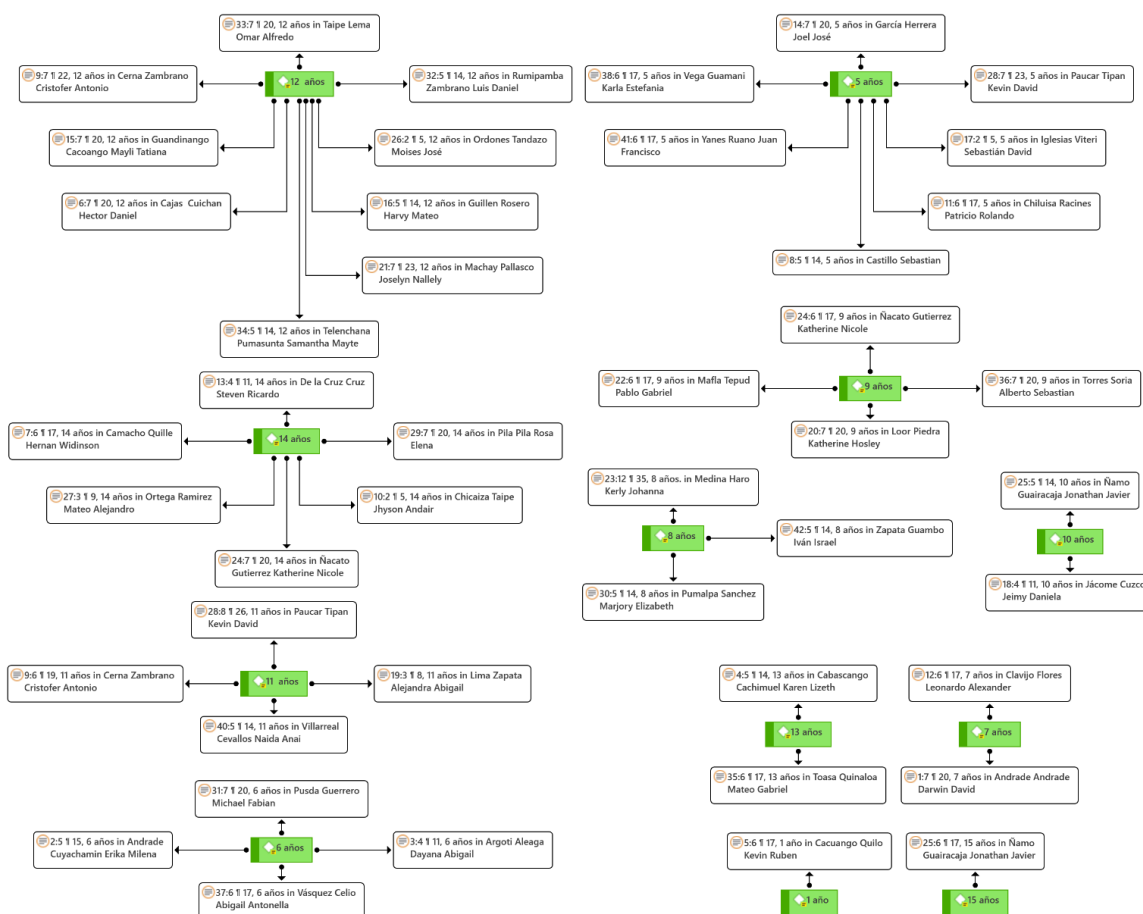 33:7 ¶ 20, 12 años in Taipe Lema
Omar Alfredo
9:7 ¶ 22, 12 años in Cerna Zambrano
Cristofer Antonio
12 años
32:5 ¶ 14, 12 años in Rumipamba
Zambrano Luis Daniel
15:7 ¶ 20, 12 años in Guandinango
Cacoango Mayli Tatiana
26:2 ¶ 5, 12 años in Ordones Tandazo
Moises José
6:7 ¶ 20, 12 años in Cajas Cuichan
Hector Daniel
16:5 ¶ 14, 12 años in Guillen Rosero
Harvy Mateo
21:7 ¶ 23, 12 años in Machay Pallasco
Joselyn Nallely
34:5 ¶ 14, 12 años in Telenchana
Pumasunta Samantha Mayte
14:7 ¶ 20, 5 años in García Herrera
Joel José
38:6 ¶ 17, 5 años in Vega Guamani
Karla Estefania
5 años
28:7 ¶ 23, 5 años in Paucar Tipan
Kevin David
41:6 ¶ 17, 5 años in Yanes Ruano Juan
Francisco
17:2 ¶ 5, 5 años in Iglesias Viteri
Sebastián David
11:6 ¶ 17, 5 años in Chiluisa Racines
Patricio Rolando
8:5 ¶ 14, 5 años in Castillo Sebastian
24:6 ¶ 17, 9 años in Ñacato Gutierrez
Katherine Nicole
22:6 ¶ 17, 9 años in Mafla Tepud
Pablo Gabriel
9 años
36:7 ¶ 20, 9 años in Torres Soria
Alberto Sebastian
20:7 ¶ 20, 9 años in Loor Piedra
Katherine Hosley
13:4 ¶ 11, 14 años in De la Cruz Cruz
Steven Ricardo
7:6 ¶ 17, 14 años in Camacho Quille
Hernan Widinson
14 años
29:7 ¶ 20, 14 años in Pila Pila Rosa
Elena
27:3 ¶ 9, 14 años in Ortega Ramirez
Mateo Alejandro
10:2 ¶ 5, 14 años in Chicaiza Taipe
Jhyson Andair
24:7 ¶ 20, 14 años in Ñacato
Gutierrez Katherine Nicole
23:12 ¶ 35, 8 años. in Medina Haro
Kerly Johanna
8 años
42:5 ¶ 14, 8 años in Zapata Guambo
Iván Israel
30:5 ¶ 14, 8 años in Pumalpa Sanchez
Marjory Elizabeth
25:5 ¶ 14, 10 años in Ñamo
Guairacaja Jonathan Javier
10 años
18:4 ¶ 11, 10 años in Jácome Cuzco
Jeimy Daniela
28:8 ¶ 26, 11 años in Paucar Tipan
Kevin David
9:6 ¶ 19, 11 años in Cerna Zambrano
Cristofer Antonio
11 años
19:3 ¶ 8, 11 años in Lima Zapata
Alejandra Abigail
40:5 ¶ 14, 11 años in Villarreal
Cevallos Naida Anai
4:5 ¶ 14, 13 años in Cabascango
Cachimuel Karen Lizeth
13 años
35:6 ¶ 17, 13 años in Toasa Quinaloa
Mateo Gabriel
12:6 ¶ 17, 7 años in Clavijo Flores
Leonardo Alexander
7 años
1:7 ¶ 20, 7 años in Andrade Andrade
Darwin David
31:7 ¶ 20, 6 años in Pusda Guerrero
Michael Fabian
2:5 ¶ 15, 6 años in Andrade
Cuyachamin Erika Milena
6 años
3:4 ¶ 11, 6 años in Argoti Aleaga
Dayana Abigail
37:6 ¶ 17, 6 años in Vásquez Celio
Abigail Antonella
5:6 ¶ 17, 1 año in Cacuango Quilo
Kevin Ruben
1 año
25:6 ¶ 17, 15 años in Ñamo
Guairacaja Jonathan Javier
15 años